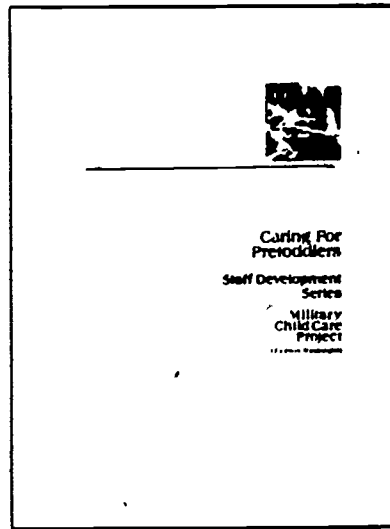 Caring For
Pretoddlers
Staff Development
Series
Military
Child Care
Project